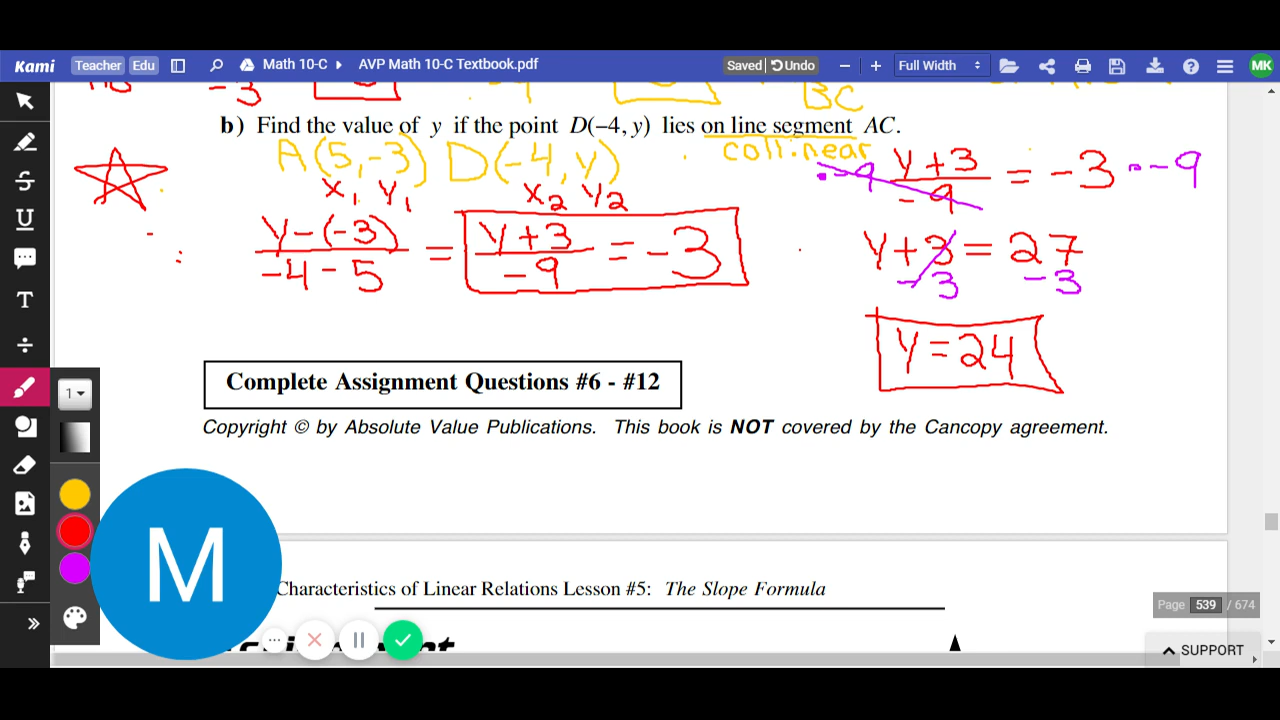 Kami Teacher Edu Math 10-C AVP Math 10-C Textbook.pdf Saved Undo Full Width MK
-3
BC
b) Find the value of y if the point D(–4, y) lies on line segment AC.
A(5,-3) D(-4,y) collinear
x1 y1 x2 y2
y-(-3) / -4-5 = y+3 / -9 = -3
·-9 y+3 / -9 = -3 ·-9
y+3 = 27
-3 -3
y=24
Complete Assignment Questions #6 - #12
Copyright © by Absolute Value Publications. This book is NOT covered by the Cancopy agreement.
T
1
M
Characteristics of Linear Relations Lesson #5: The Slope Formula
Page 539 / 674
SUPPORT